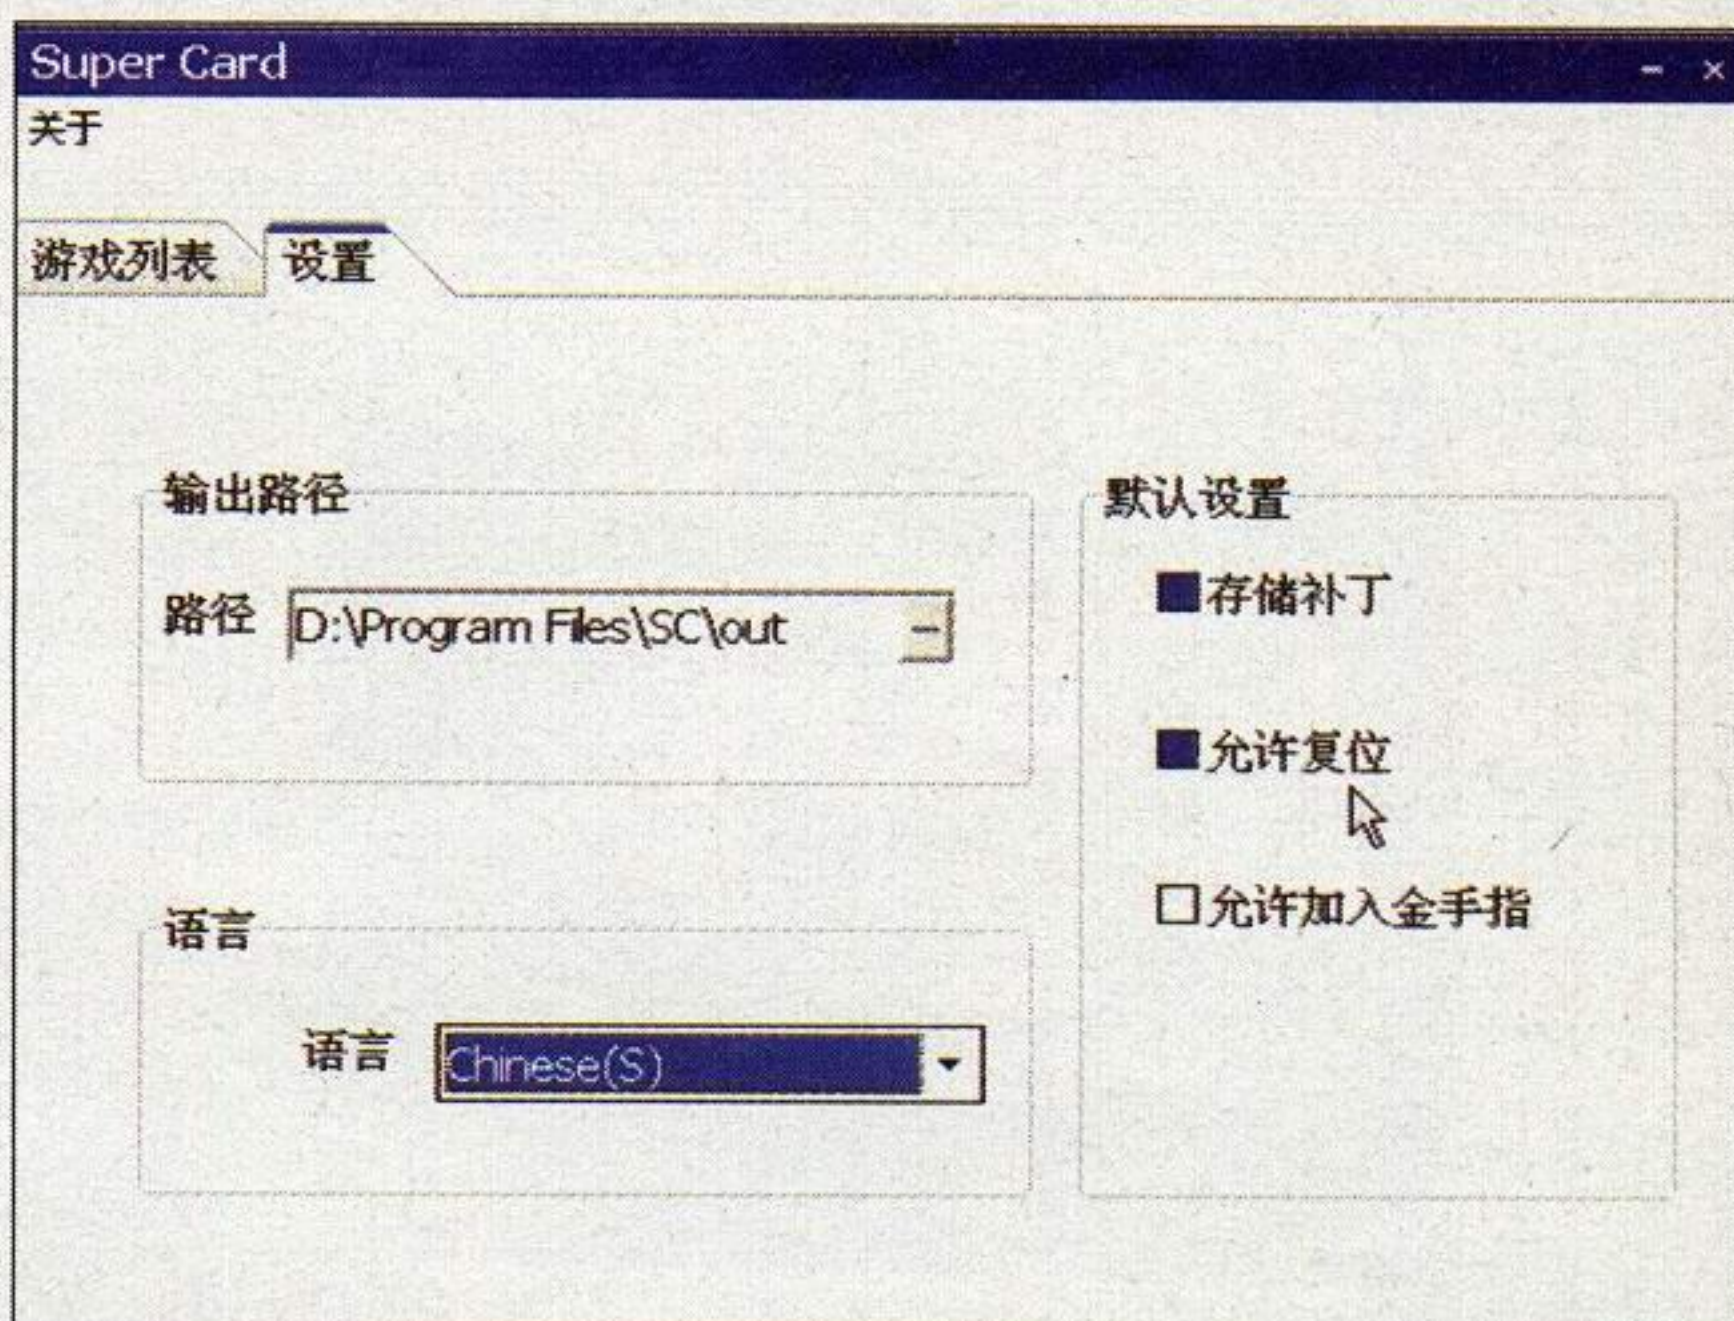 Super Card
关于
游戏列表 设置
输出路径
路径 D:\Program Files\SC\out
默认设置
存储补丁
允许复位
允许加入金手指
语言
语言 Chinese(S)